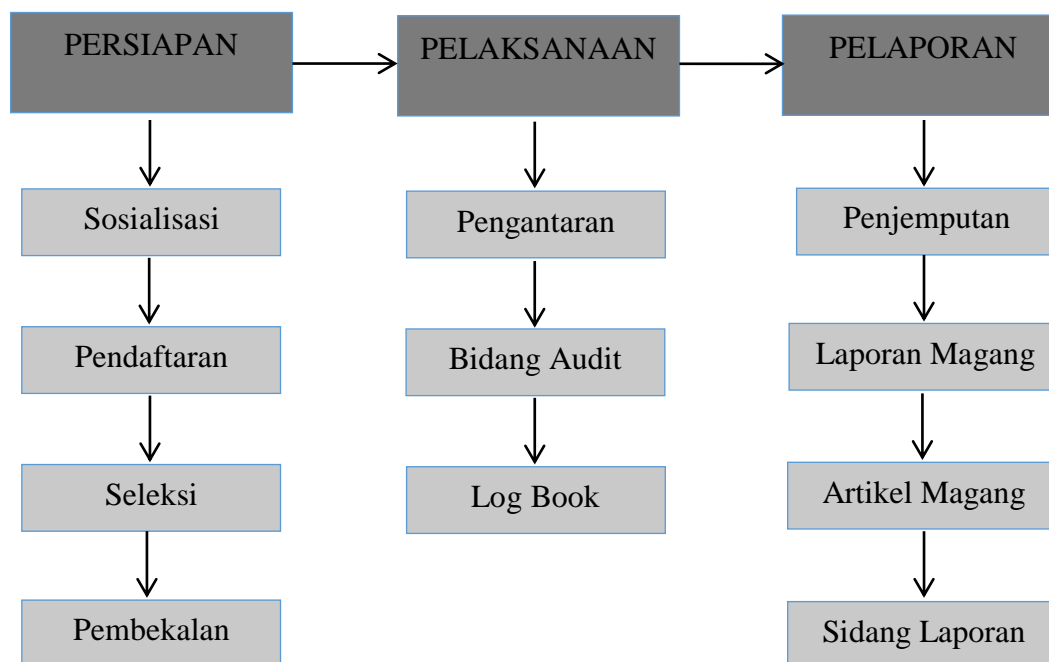 PERSIAPAN
PELAKSANAAN
PELAPORAN
Sosialisasi
Pengantaran
Penjemputan
Pendaftaran
Bidang Audit
Laporan Magang
Seleksi
Log Book
Artikel Magang
Pembekalan
Sidang Laporan